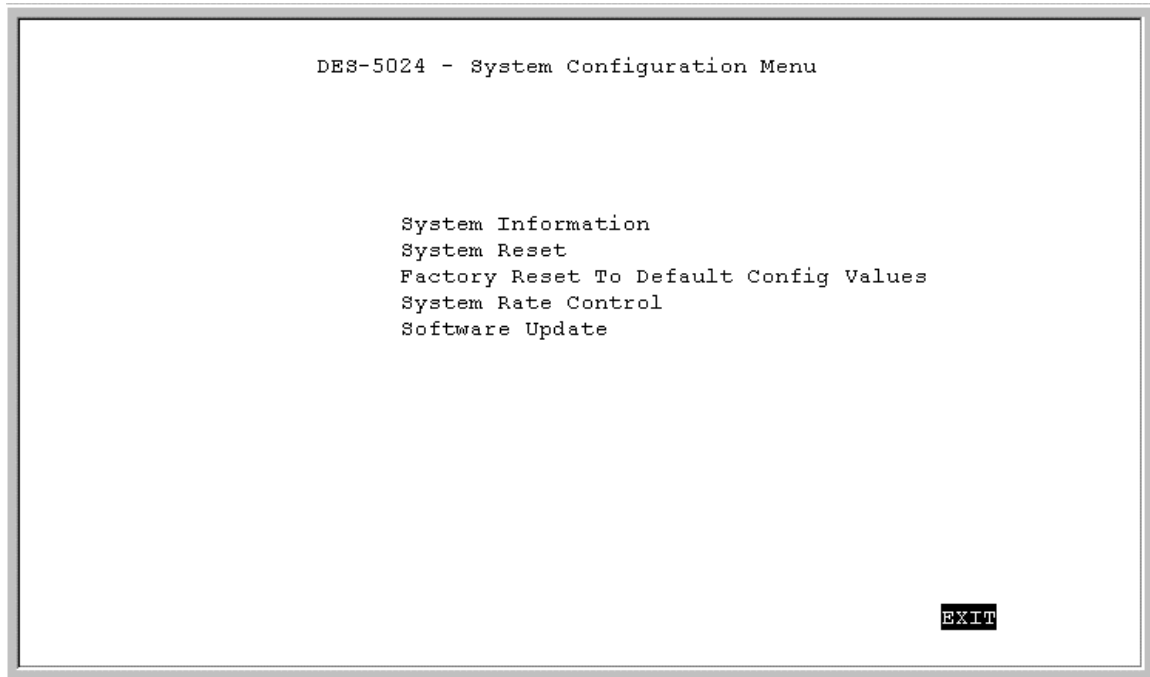 DES-5024 - System Configuration Menu
System Information
System Reset
Factory Reset To Default Config Values
System Rate Control
Software Update
EXIT